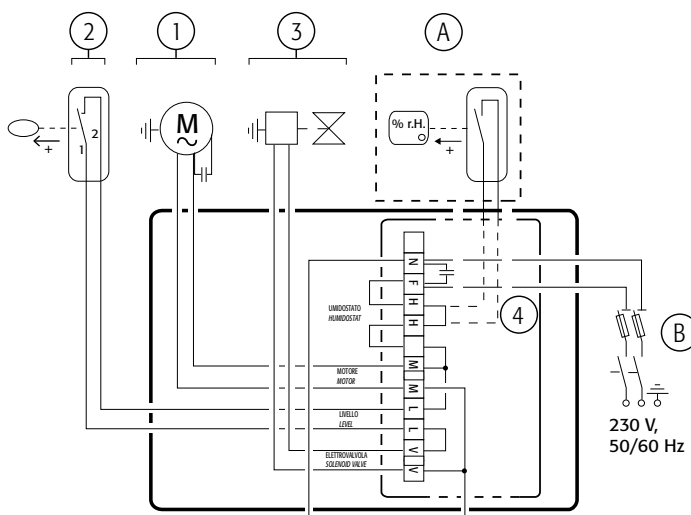 2
1
3
A
2
1
+
M
% r.H.
+
N
F
H
H
M
M
L
L
V
V
UMIDOSTATO
HUMIDOSTAT
MOTORE
MOTOR
LIVELLO
LEVEL
ELETTROVALVOLA
SOLENOID VALVE
4
B
230 V,
50/60 Hz